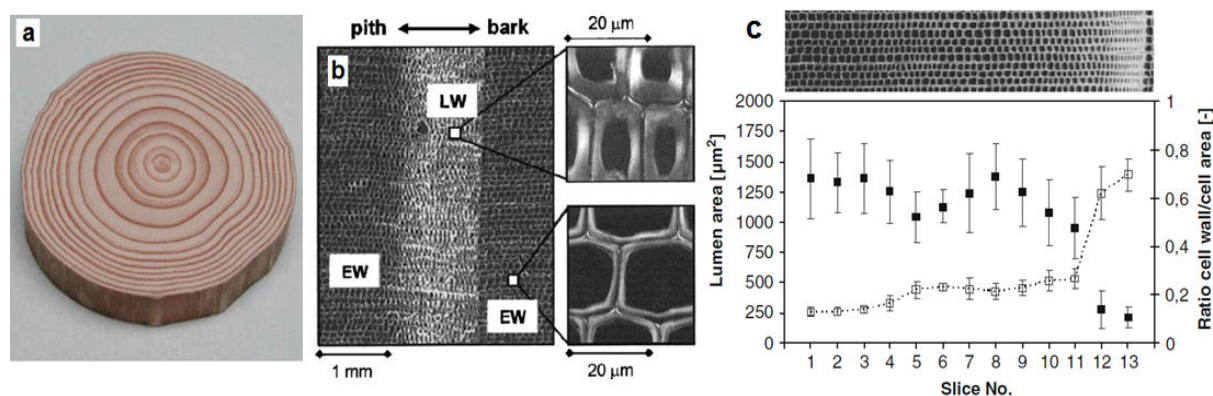 a
pith
bark
b
20 µm
LW
EW
EW
1 mm
20 µm
c
Lumen area [µm²]
2000
1750
1500
1250
1000
750
500
250
0
Ratio cell wall/cell area [-]
1
0,8
0,6
0,4
0,2
0
1 2 3 4 5 6 7 8 9 10 11 12 13
Slice No.